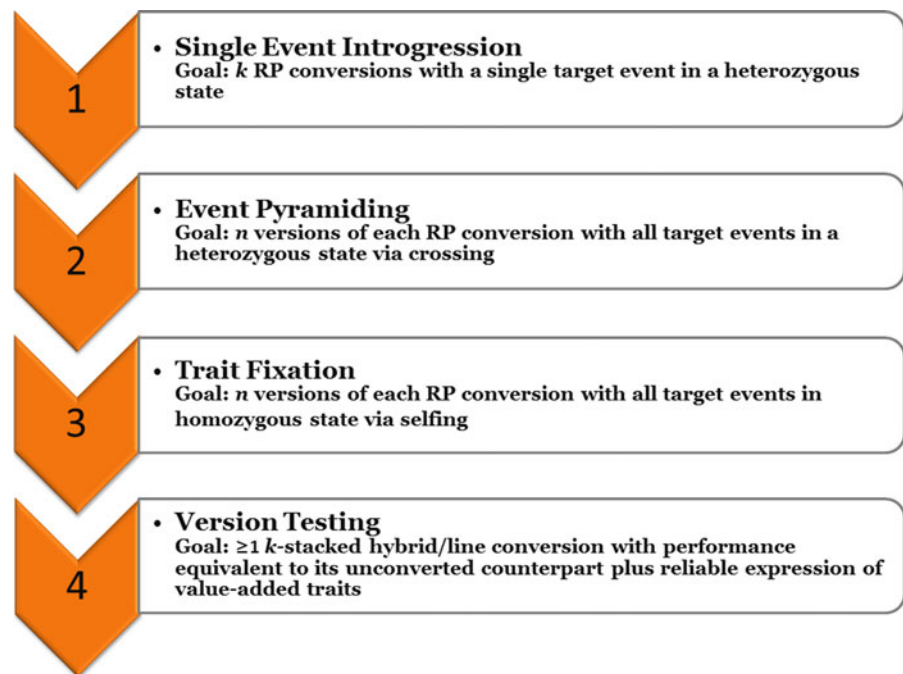 1
• Single Event Introgression
Goal: k RP conversions with a single target event in a heterozygous
state
2
• Event Pyramiding
Goal: n versions of each RP conversion with all target events in a
heterozygous state via crossing
3
• Trait Fixation
Goal: n versions of each RP conversion with all target events in
homozygous state via selfing
4
• Version Testing
Goal: ≥1 k-stacked hybrid/line conversion with performance
equivalent to its unconverted counterpart plus reliable expression of
value-added traits